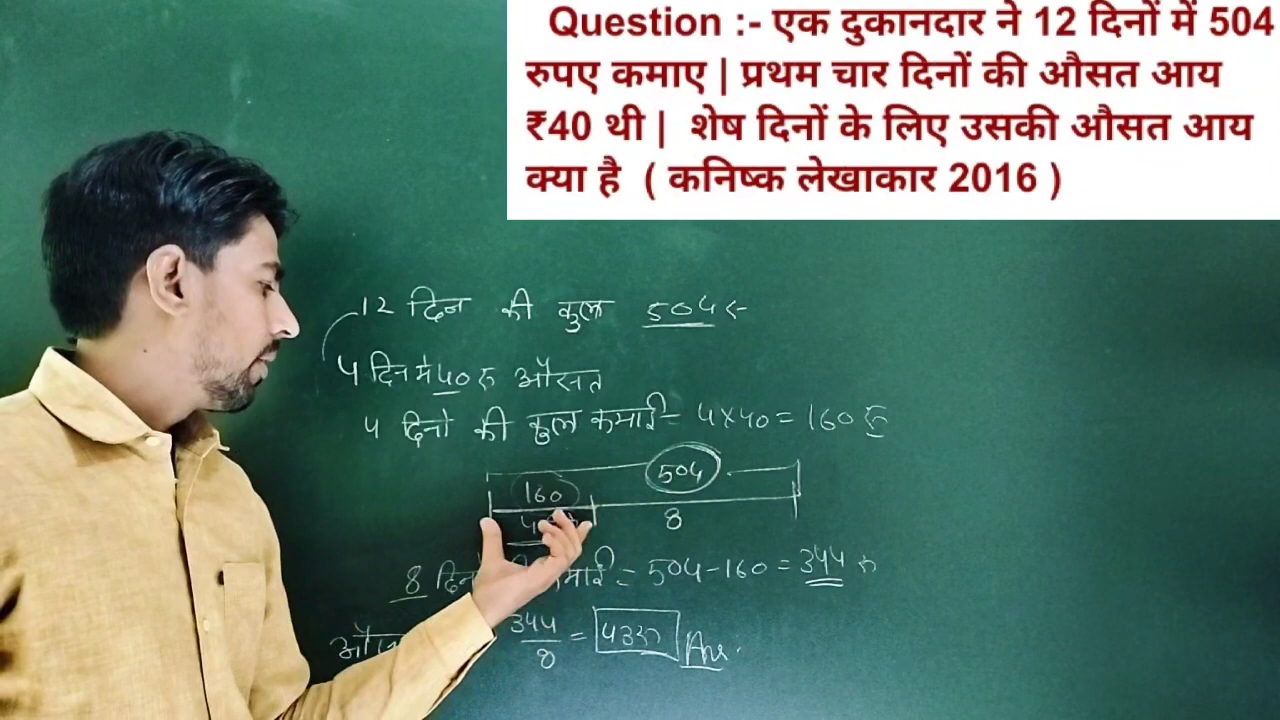 Question :- एक दुकानदार ने 12 दिनों में 504
रुपए कमाए | प्रथम चार दिनों की औसत आय
₹40 थी | शेष दिनों के लिए उसकी औसत आय
क्या है ( कनिष्क लेखाकार 2016 )
12 दिन की कुल 504रु
4 दिन में 40रु औसत
4 दिनो की कुल कमाई = 4×40 = 160रु
504
160
8
8 = 504-160 = 344 रु
344/8 = 43रु Ans.